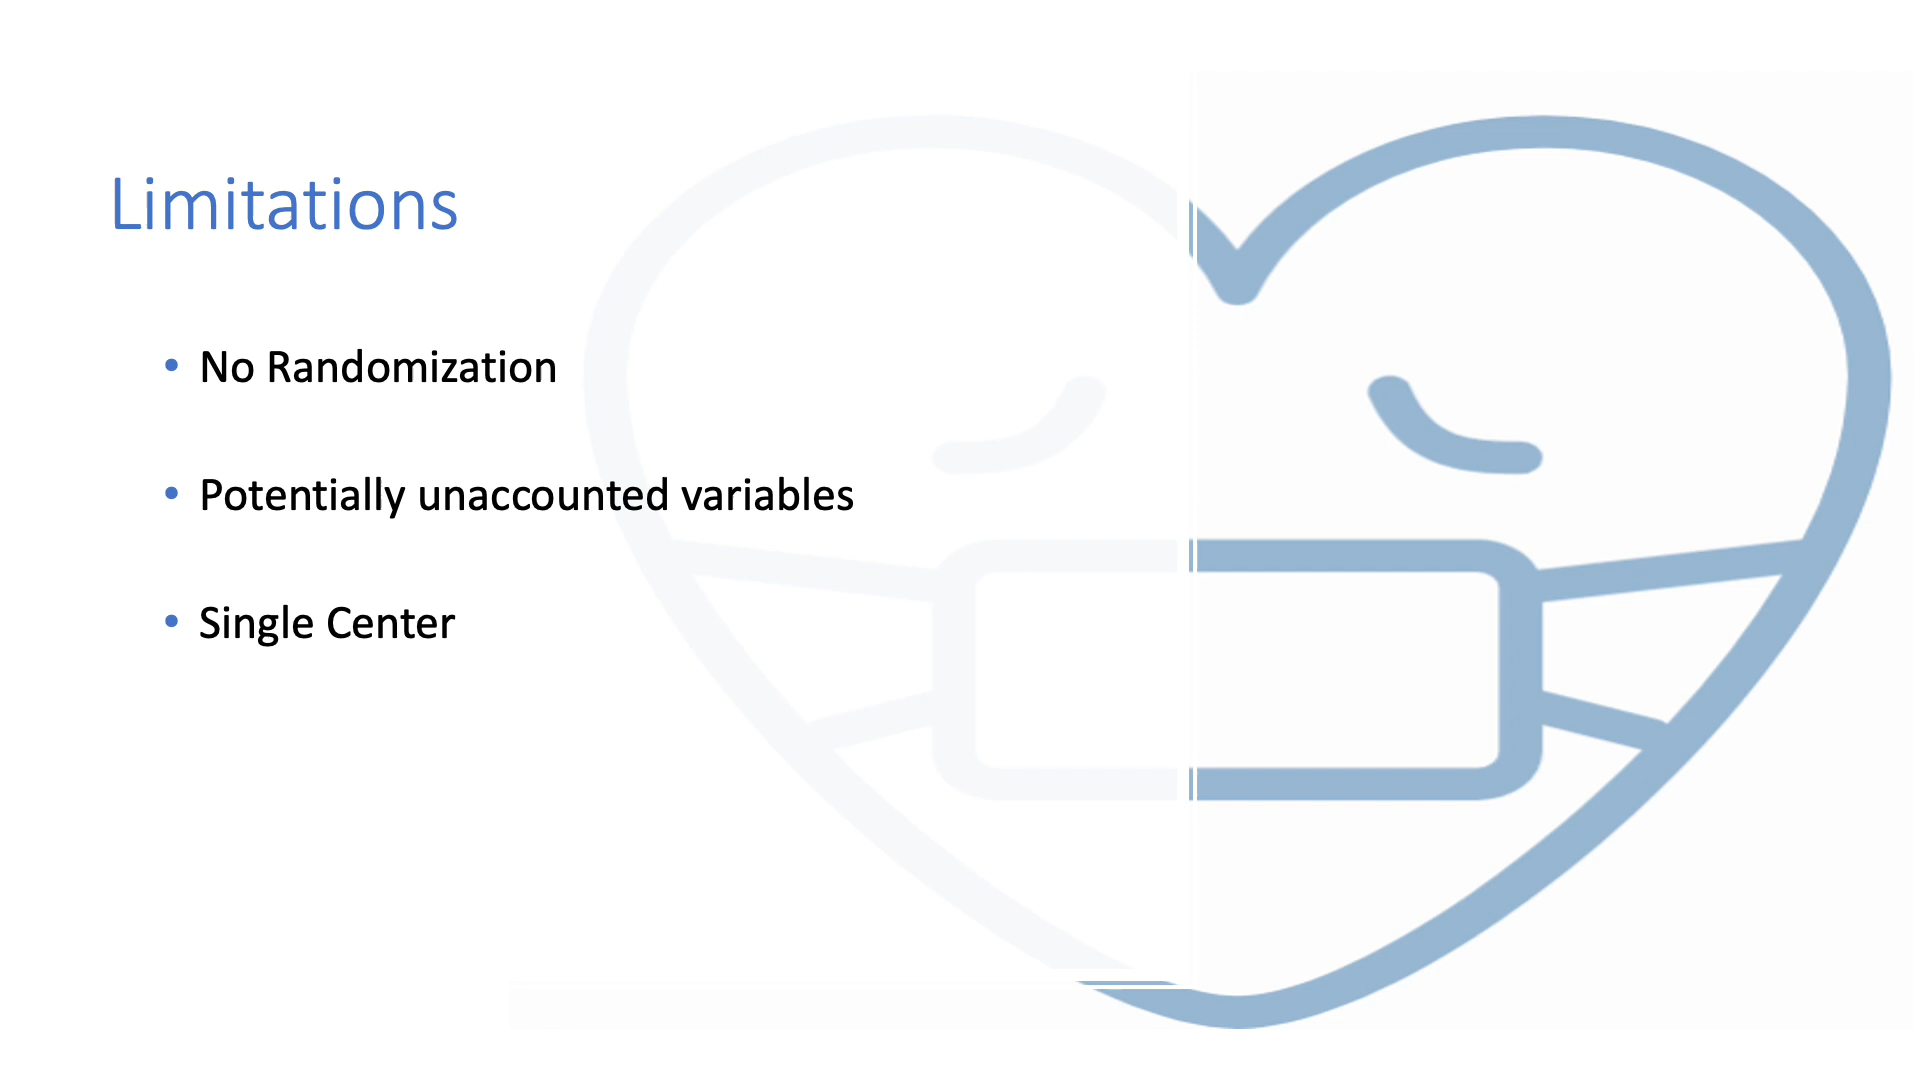 Limitations
• No Randomization
• Potentially unaccounted variables
• Single Center